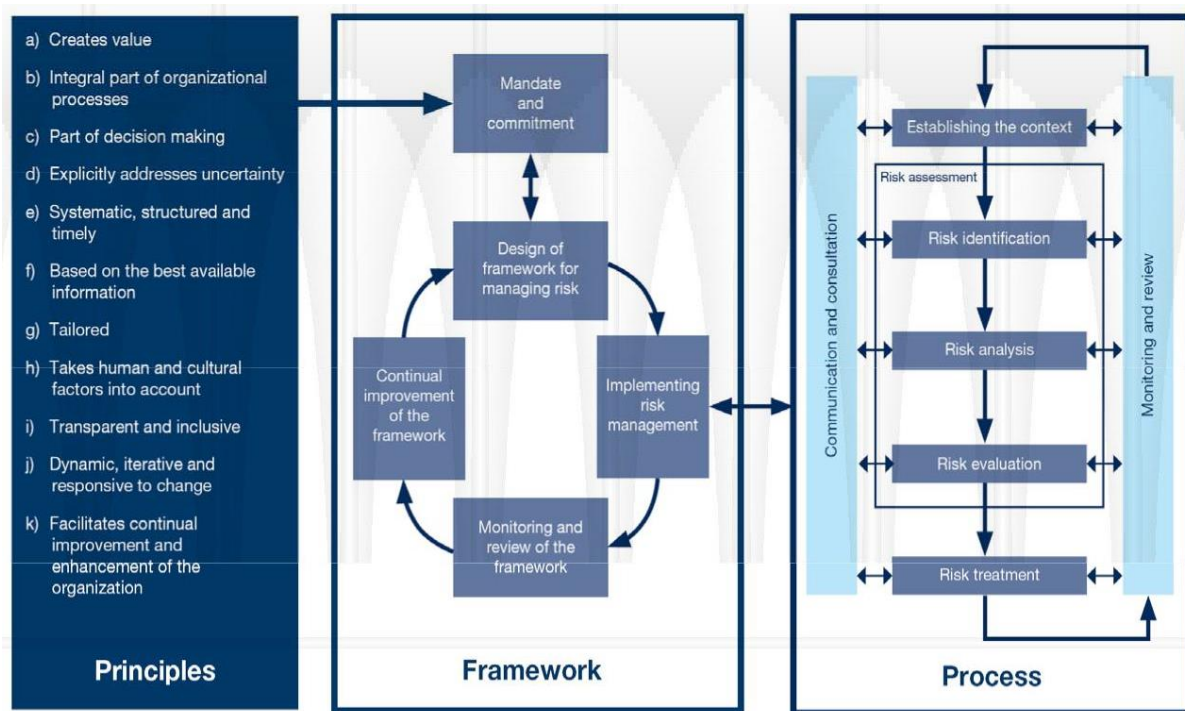 a) Creates value
b) Integral part of organizational
processes
c) Part of decision making
d) Explicitly addresses uncertainty
e) Systematic, structured and
timely
f) Based on the best available
information
g) Tailored
h) Takes human and cultural
factors into account
i) Transparent and inclusive
j) Dynamic, iterative and
responsive to change
k) Facilitates continual
improvement and
enhancement of the
organization
Principles
Mandate
and
commitment
Design of
framework for
managing risk
Continual
improvement
of the
framework
Implementing
risk
management
Monitoring and
review of the
framework
Framework
Communication and consultation
Establishing the context
Risk assessment
Risk identification
Risk analysis
Risk evaluation
Risk treatment
Monitoring and review
Process